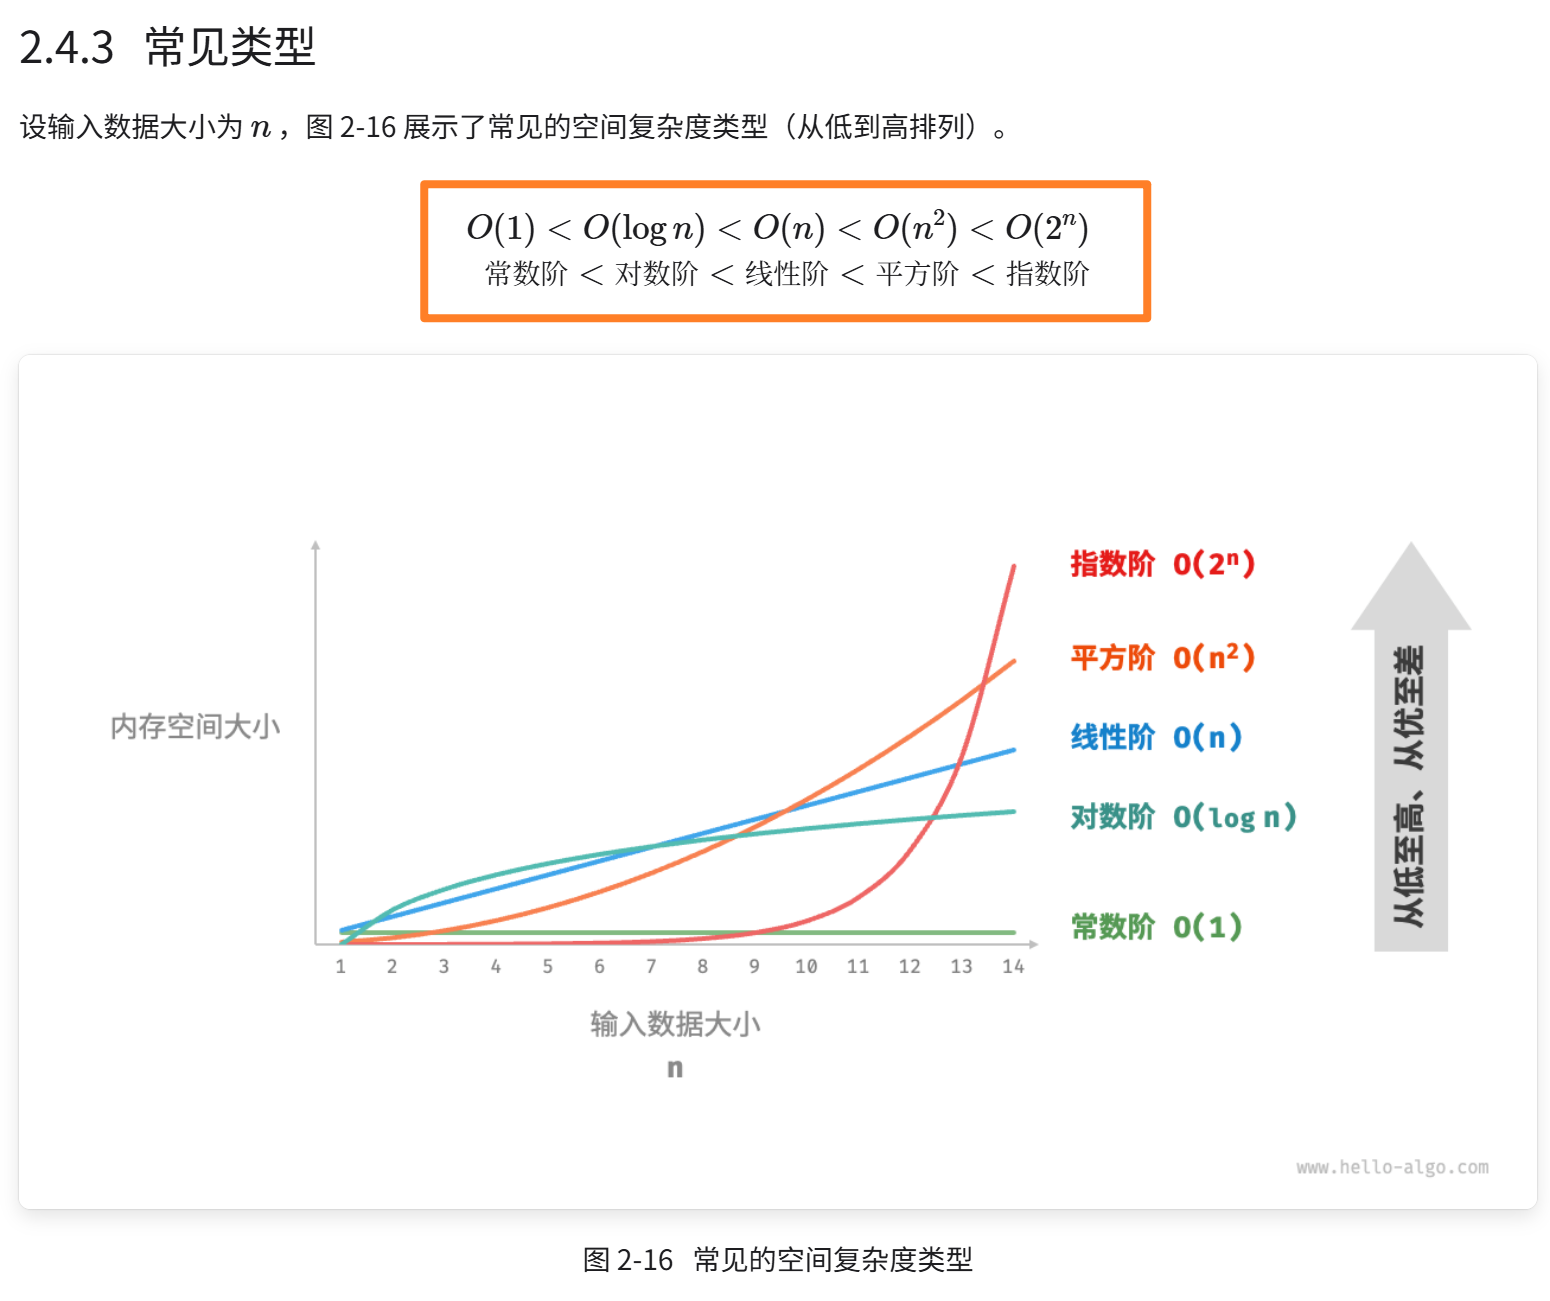 2.4.3 常见类型
设输入数据大小为 n ，图 2-16 展示了常见的空间复杂度类型（从低到高排列）。
O(1) < O(log n) < O(n) < O(n²) < O(2ⁿ)
常数阶 < 对数阶 < 线性阶 < 平方阶 < 指数阶
指数阶 O(2ⁿ)
平方阶 O(n²)
线性阶 O(n)
对数阶 O(log n)
常数阶 O(1)
从低至高、从优至差
内存空间大小
1 2 3 4 5 6 7 8 9 10 11 12 13 14
输入数据大小
n
www.hello-algo.com
图 2-16 常见的空间复杂度类型